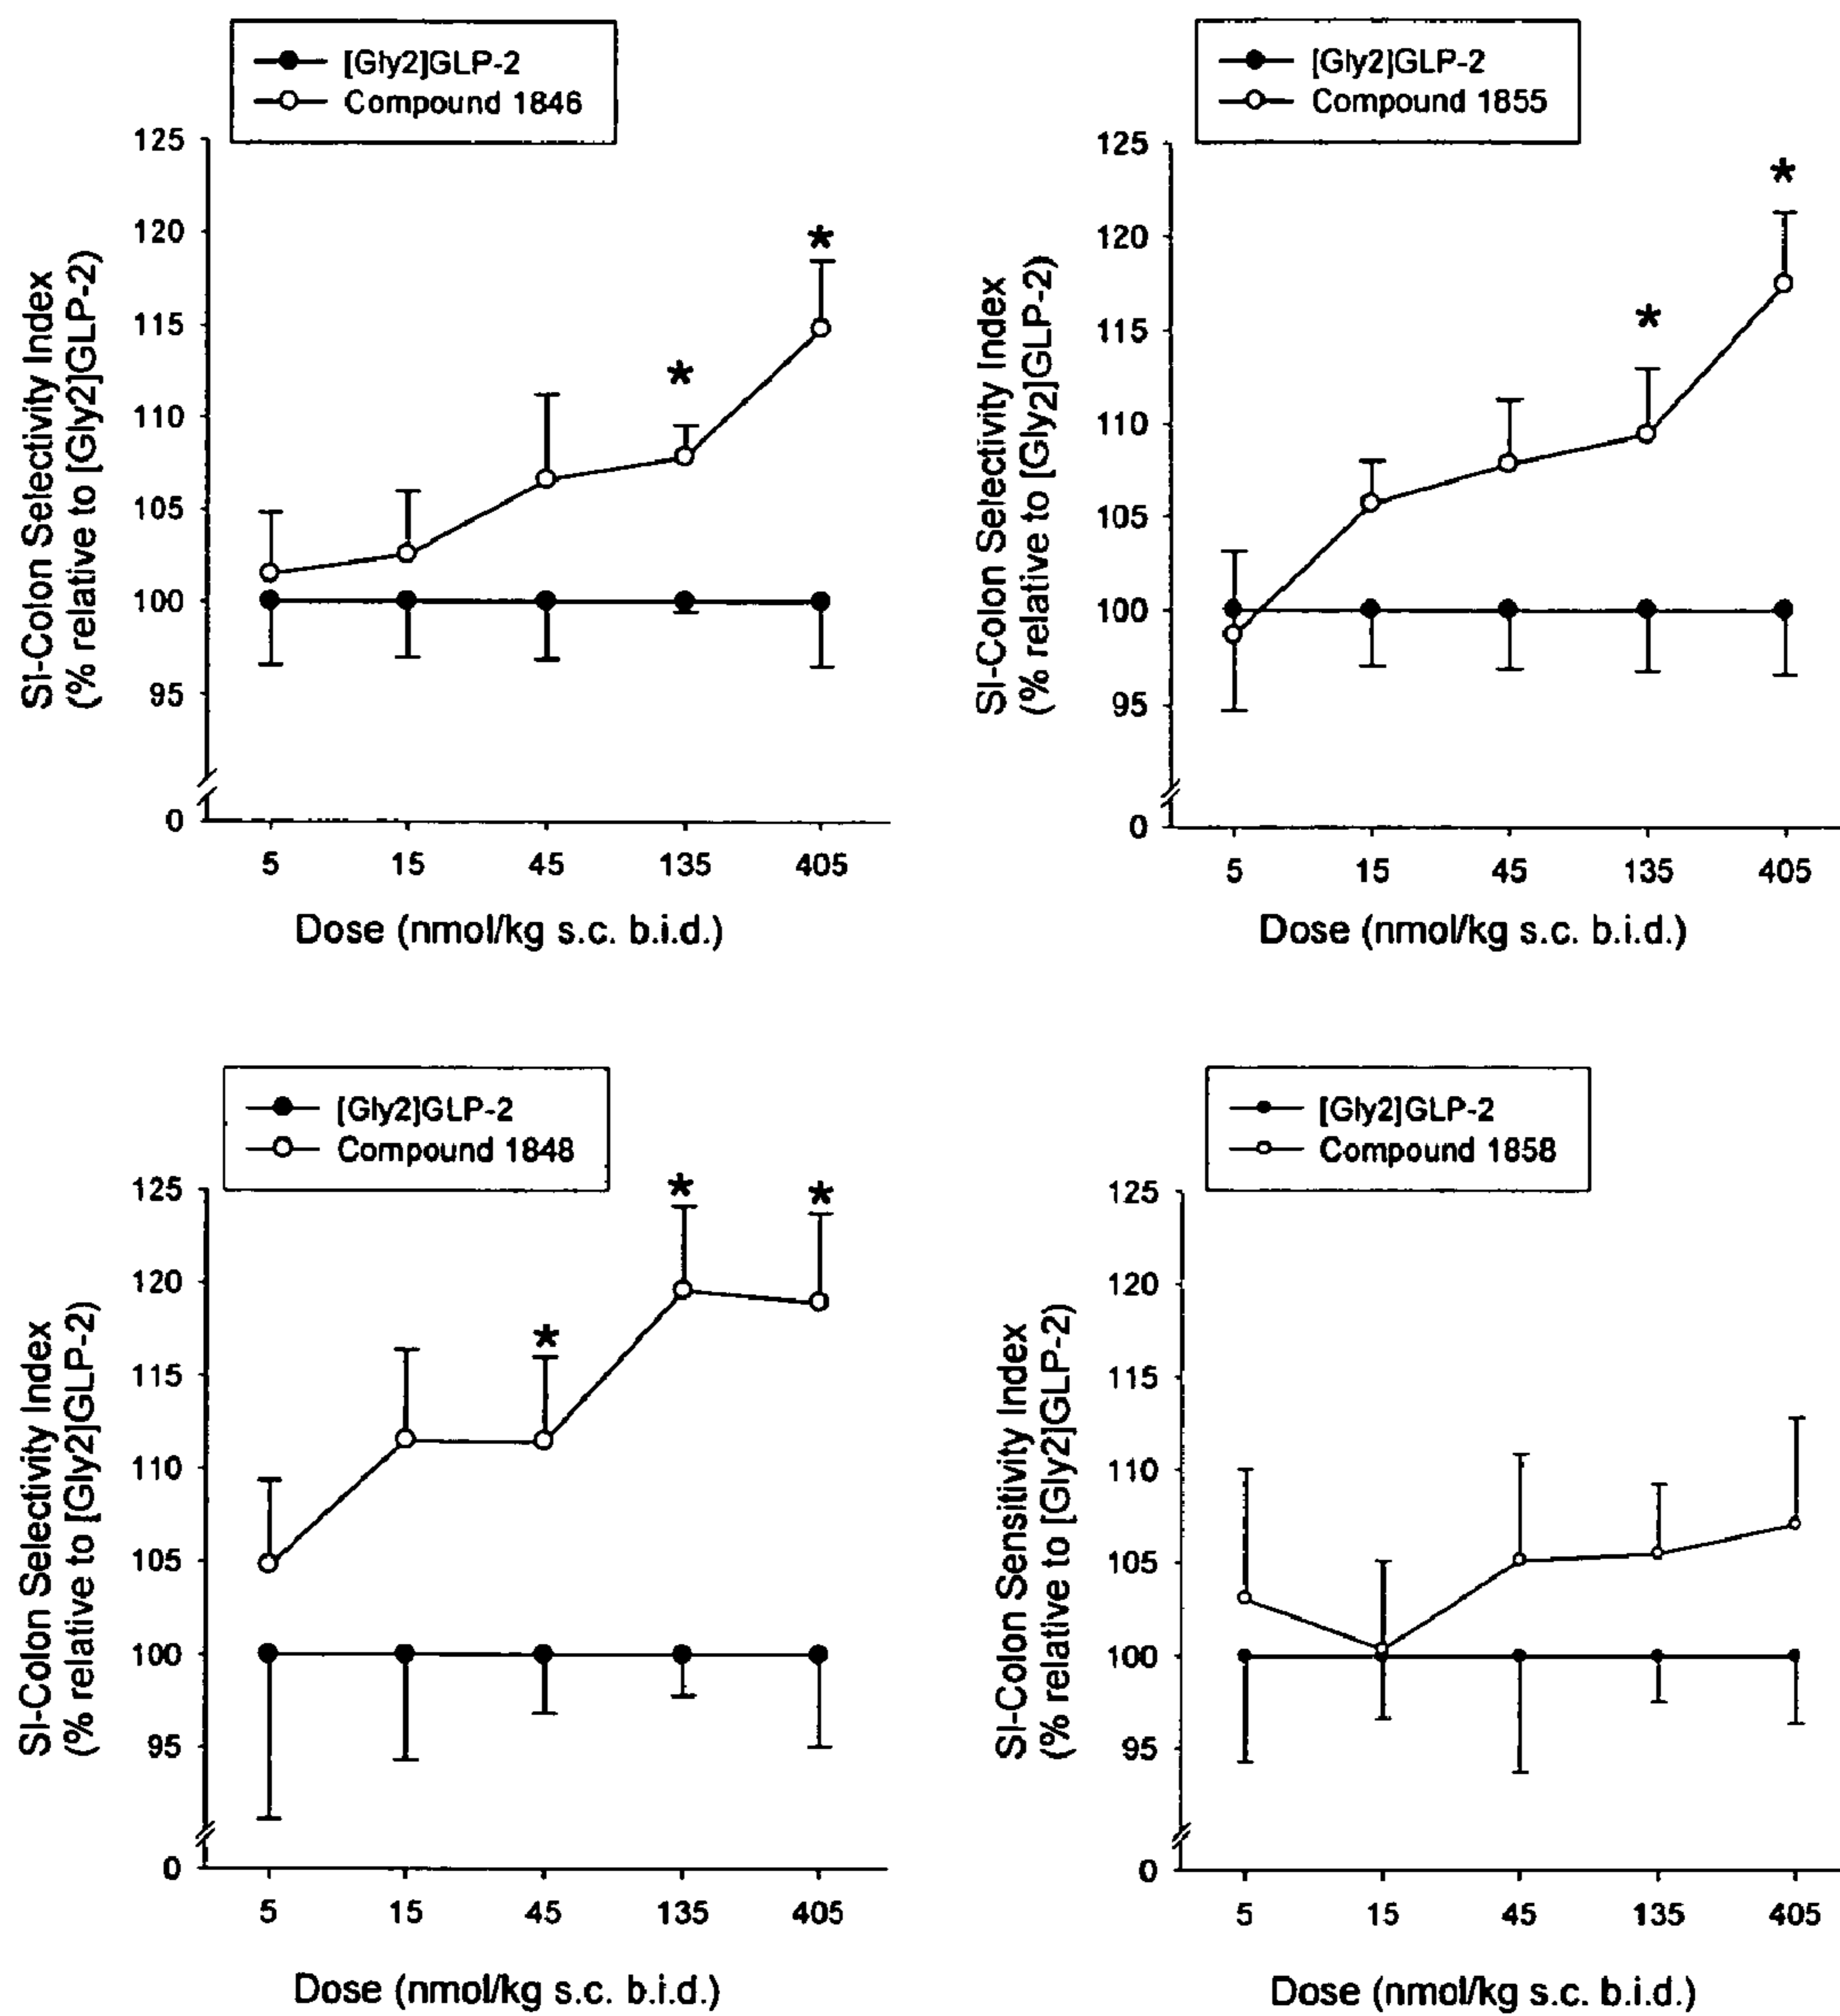 [Gly2]GLP-2
Compound 1846
SI-Colon Selectivity Index
(% relative to [Gly2]GLP-2)
125
120
*
115
*
110
105
100
95
0
5 15 45 135 405
Dose (nmol/kg s.c. b.i.d.)
[Gly2]GLP-2
Compound 1855
SI-Colon Selectivity Index
(% relative to [Gly2]GLP-2)
125
*
120
*
115
110
105
100
95
0
5 15 45 135 405
Dose (nmol/kg s.c. b.i.d.)
[Gly2]GLP-2
Compound 1848
SI-Colon Selectivity Index
(% relative to [Gly2]GLP-2)
125 * *
120
*
115
110
105
100
95
0
5 15 45 135 405
Dose (nmol/kg s.c. b.i.d.)
[Gly2]GLP-2
Compound 1858
SI-Colon Sensitivity Index
(% relative to [Gly2]GLP-2)
125
120
115
110
105
100
95
0
5 15 45 135 405
Dose (nmol/kg s.c. b.i.d.)